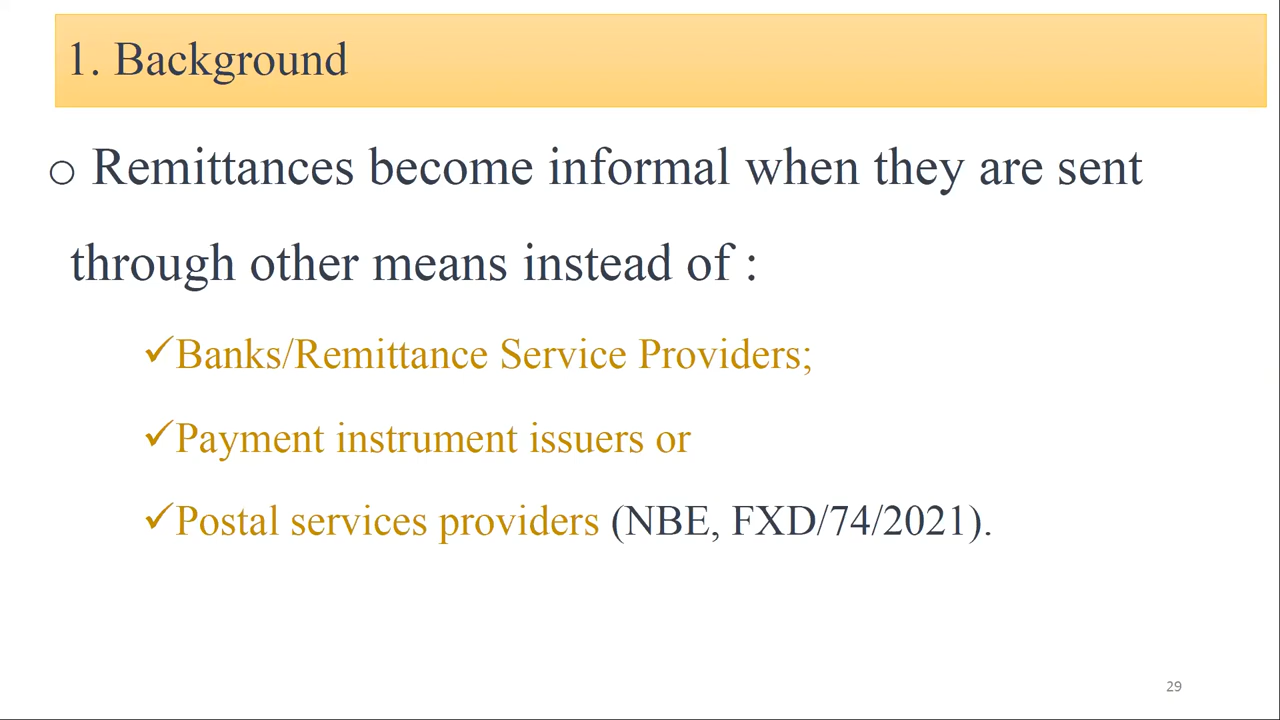 1. Background
o Remittances become informal when they are sent
through other means instead of :
✓Banks/Remittance Service Providers;
✓Payment instrument issuers or
✓Postal services providers (NBE, FXD/74/2021).
29